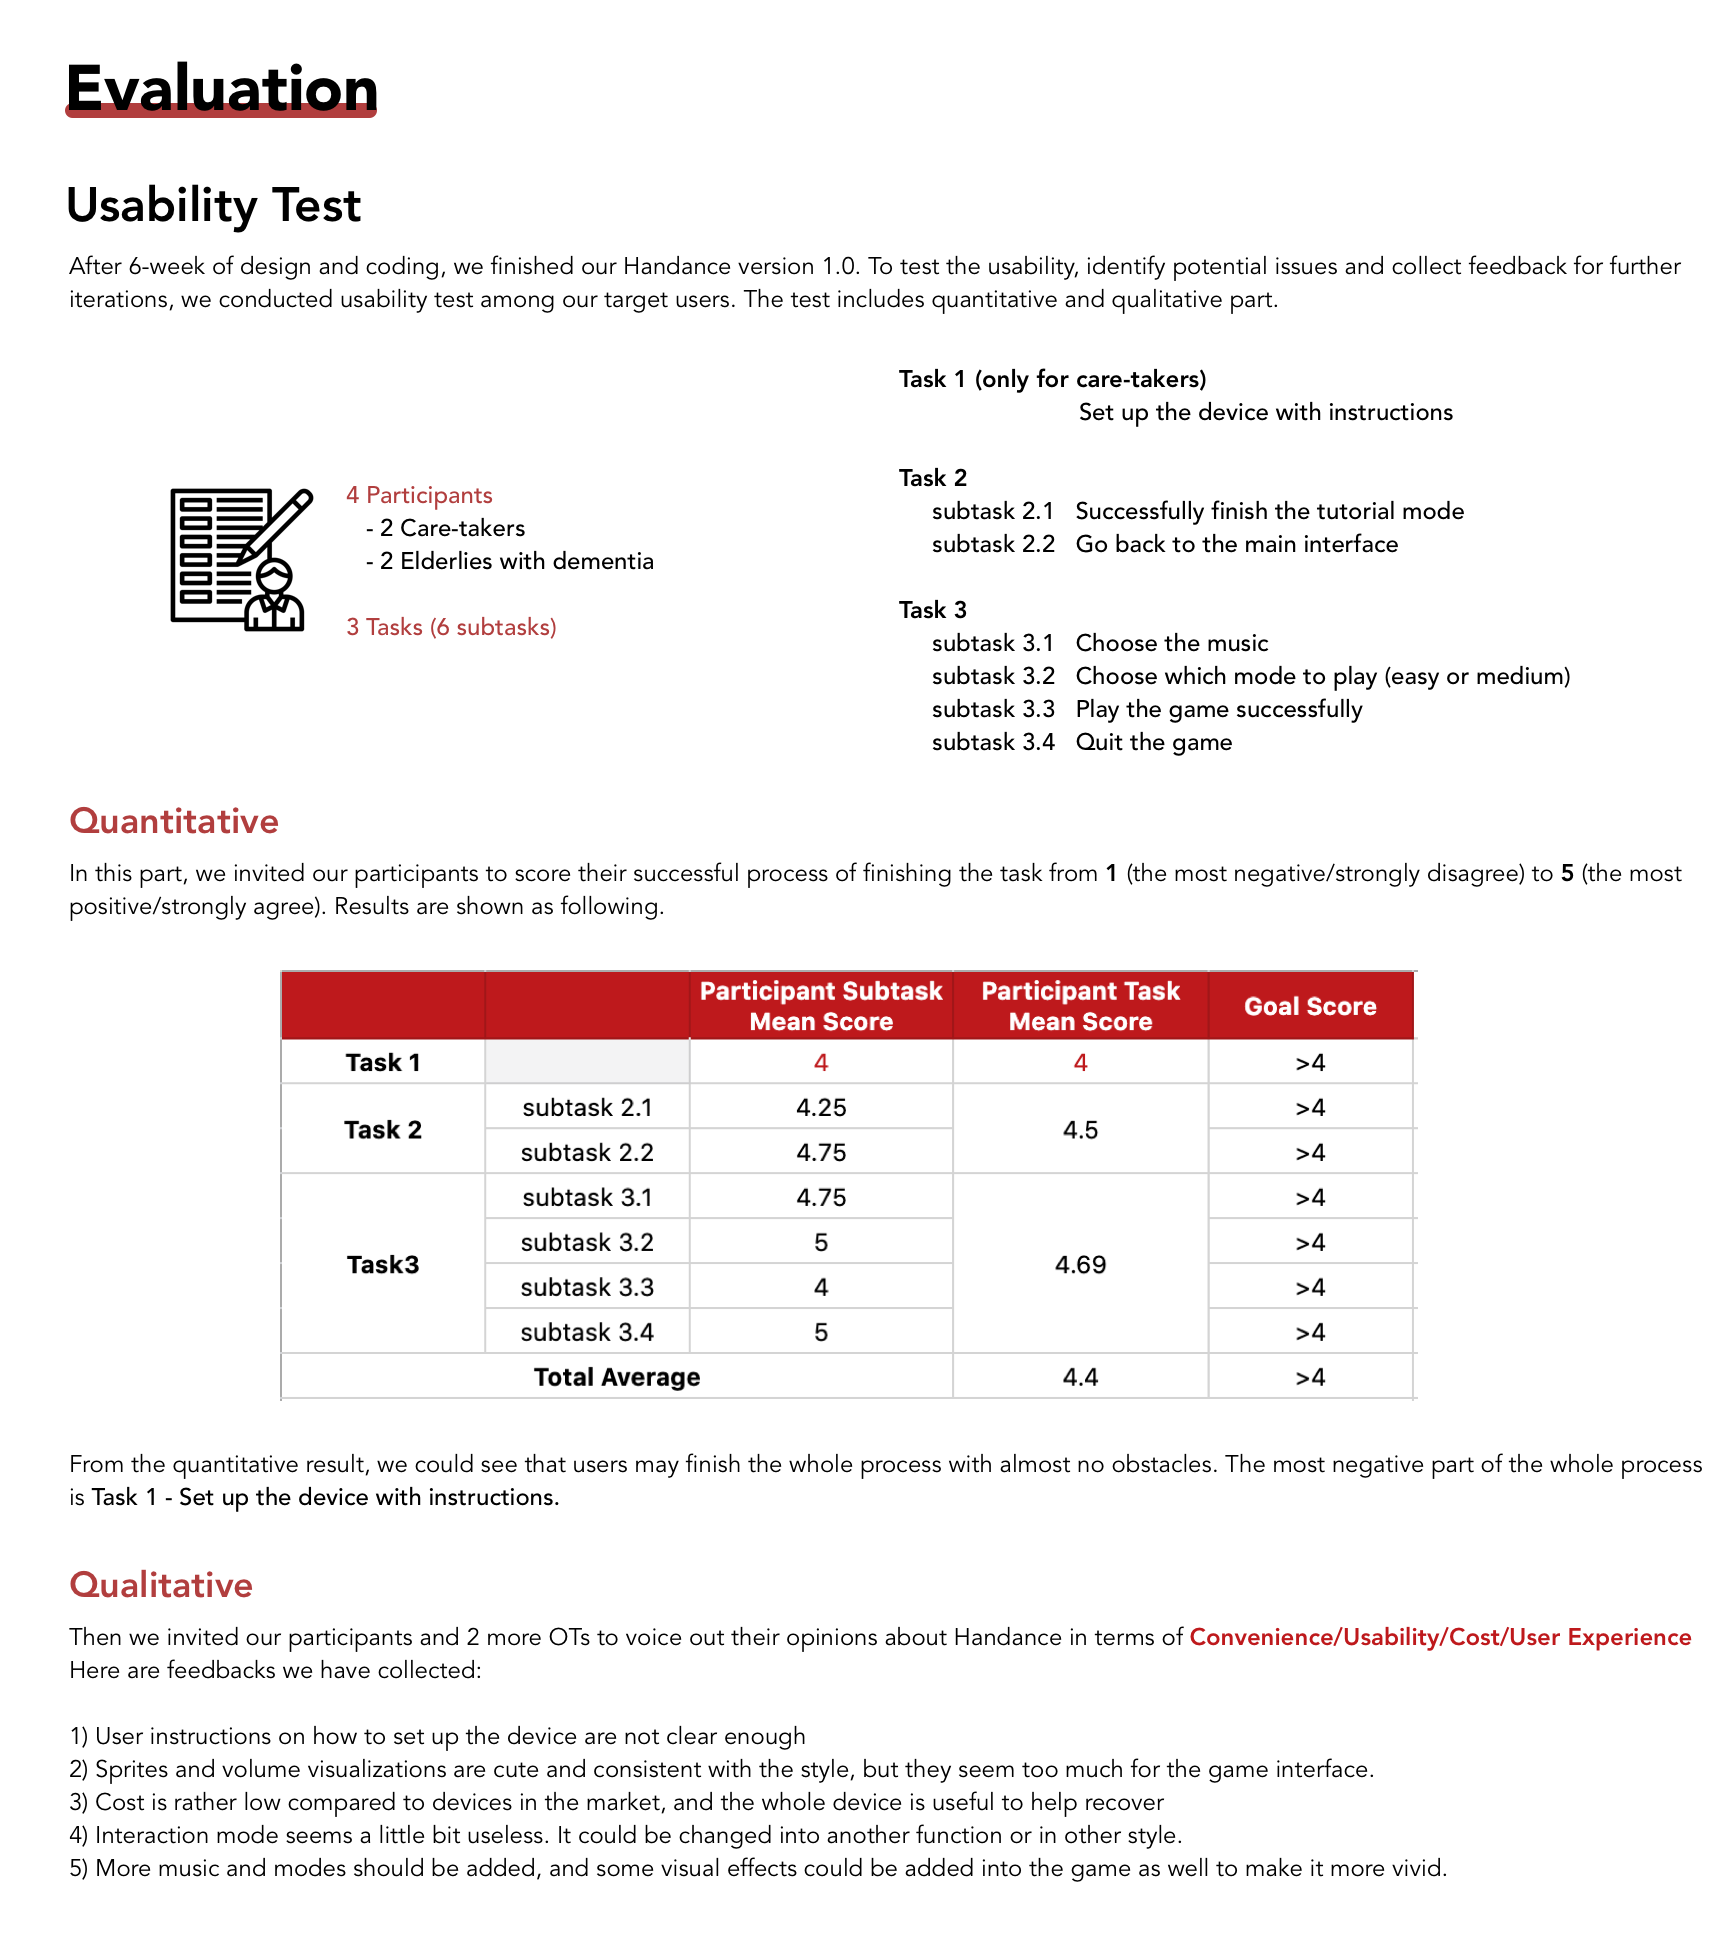 Evaluation
Usability Test
After 6-week of design and coding, we finished our Handance version 1.0. To test the usability, identify potential issues and collect feedback for further
iterations, we conducted usability test among our target users. The test includes quantitative and qualitative part.
4 Participants
- 2 Care-takers
- 2 Elderlies with dementia
3 Tasks (6 subtasks)
Task 1 (only for care-takers)
Set up the device with instructions
Task 2
subtask 2.1 Successfully finish the tutorial mode
subtask 2.2 Go back to the main interface
Task 3
subtask 3.1 Choose the music
subtask 3.2 Choose which mode to play (easy or medium)
subtask 3.3 Play the game successfully
subtask 3.4 Quit the game
Quantitative
In this part, we invited our participants to score their successful process of finishing the task from 1 (the most negative/strongly disagree) to 5 (the most
positive/strongly agree). Results are shown as following.
Participant Subtask Mean Score Participant Task Mean Score Goal Score
Task 1 4 4 >4
Task 2 subtask 2.1 4.25 4.5 >4
subtask 2.2 4.75 >4
Task3 subtask 3.1 4.75 4.69 >4
subtask 3.2 5 >4
subtask 3.3 4 >4
subtask 3.4 5 >4
Total Average 4.4 >4
From the quantitative result, we could see that users may finish the whole process with almost no obstacles. The most negative part of the whole process
is Task 1 - Set up the device with instructions.
Qualitative
Then we invited our participants and 2 more OTs to voice out their opinions about Handance in terms of Convenience/Usability/Cost/User Experience
Here are feedbacks we have collected:
1) User instructions on how to set up the device are not clear enough
2) Sprites and volume visualizations are cute and consistent with the style, but they seem too much for the game interface.
3) Cost is rather low compared to devices in the market, and the whole device is useful to help recover
4) Interaction mode seems a little bit useless. It could be changed into another function or in other style.
5) More music and modes should be added, and some visual effects could be added into the game as well to make it more vivid.